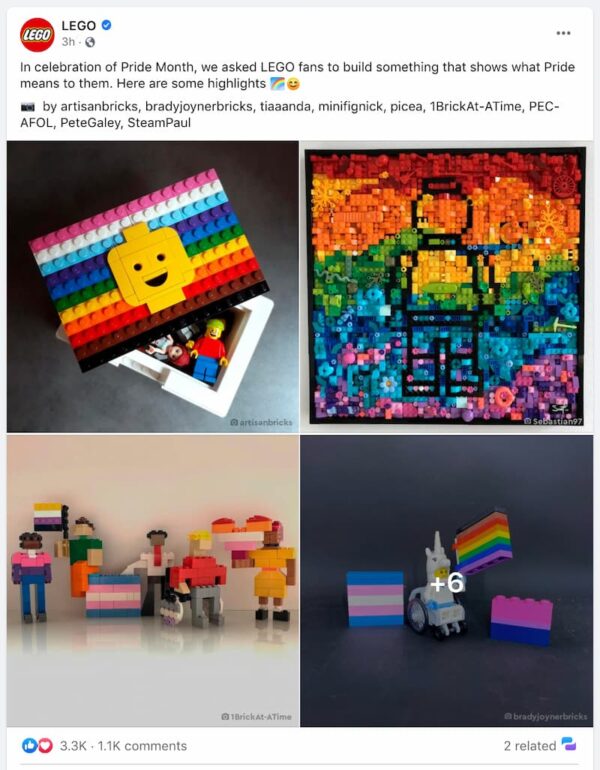 LEGO
LEGO
3h
In celebration of Pride Month, we asked LEGO fans to build something that shows what Pride
means to them. Here are some highlights 🌈😊
📷 by artisanbricks, bradyjoynerbricks, tiaaanda, minifignick, picea, 1BrickAt-ATime, PEC-
AFOL, PeteGaley, SteamPaul
artisanbricks
Sebastian97
+6
1BrickAt-ATime
bradyjoynerbricks
3.3K · 1.1K comments
2 related